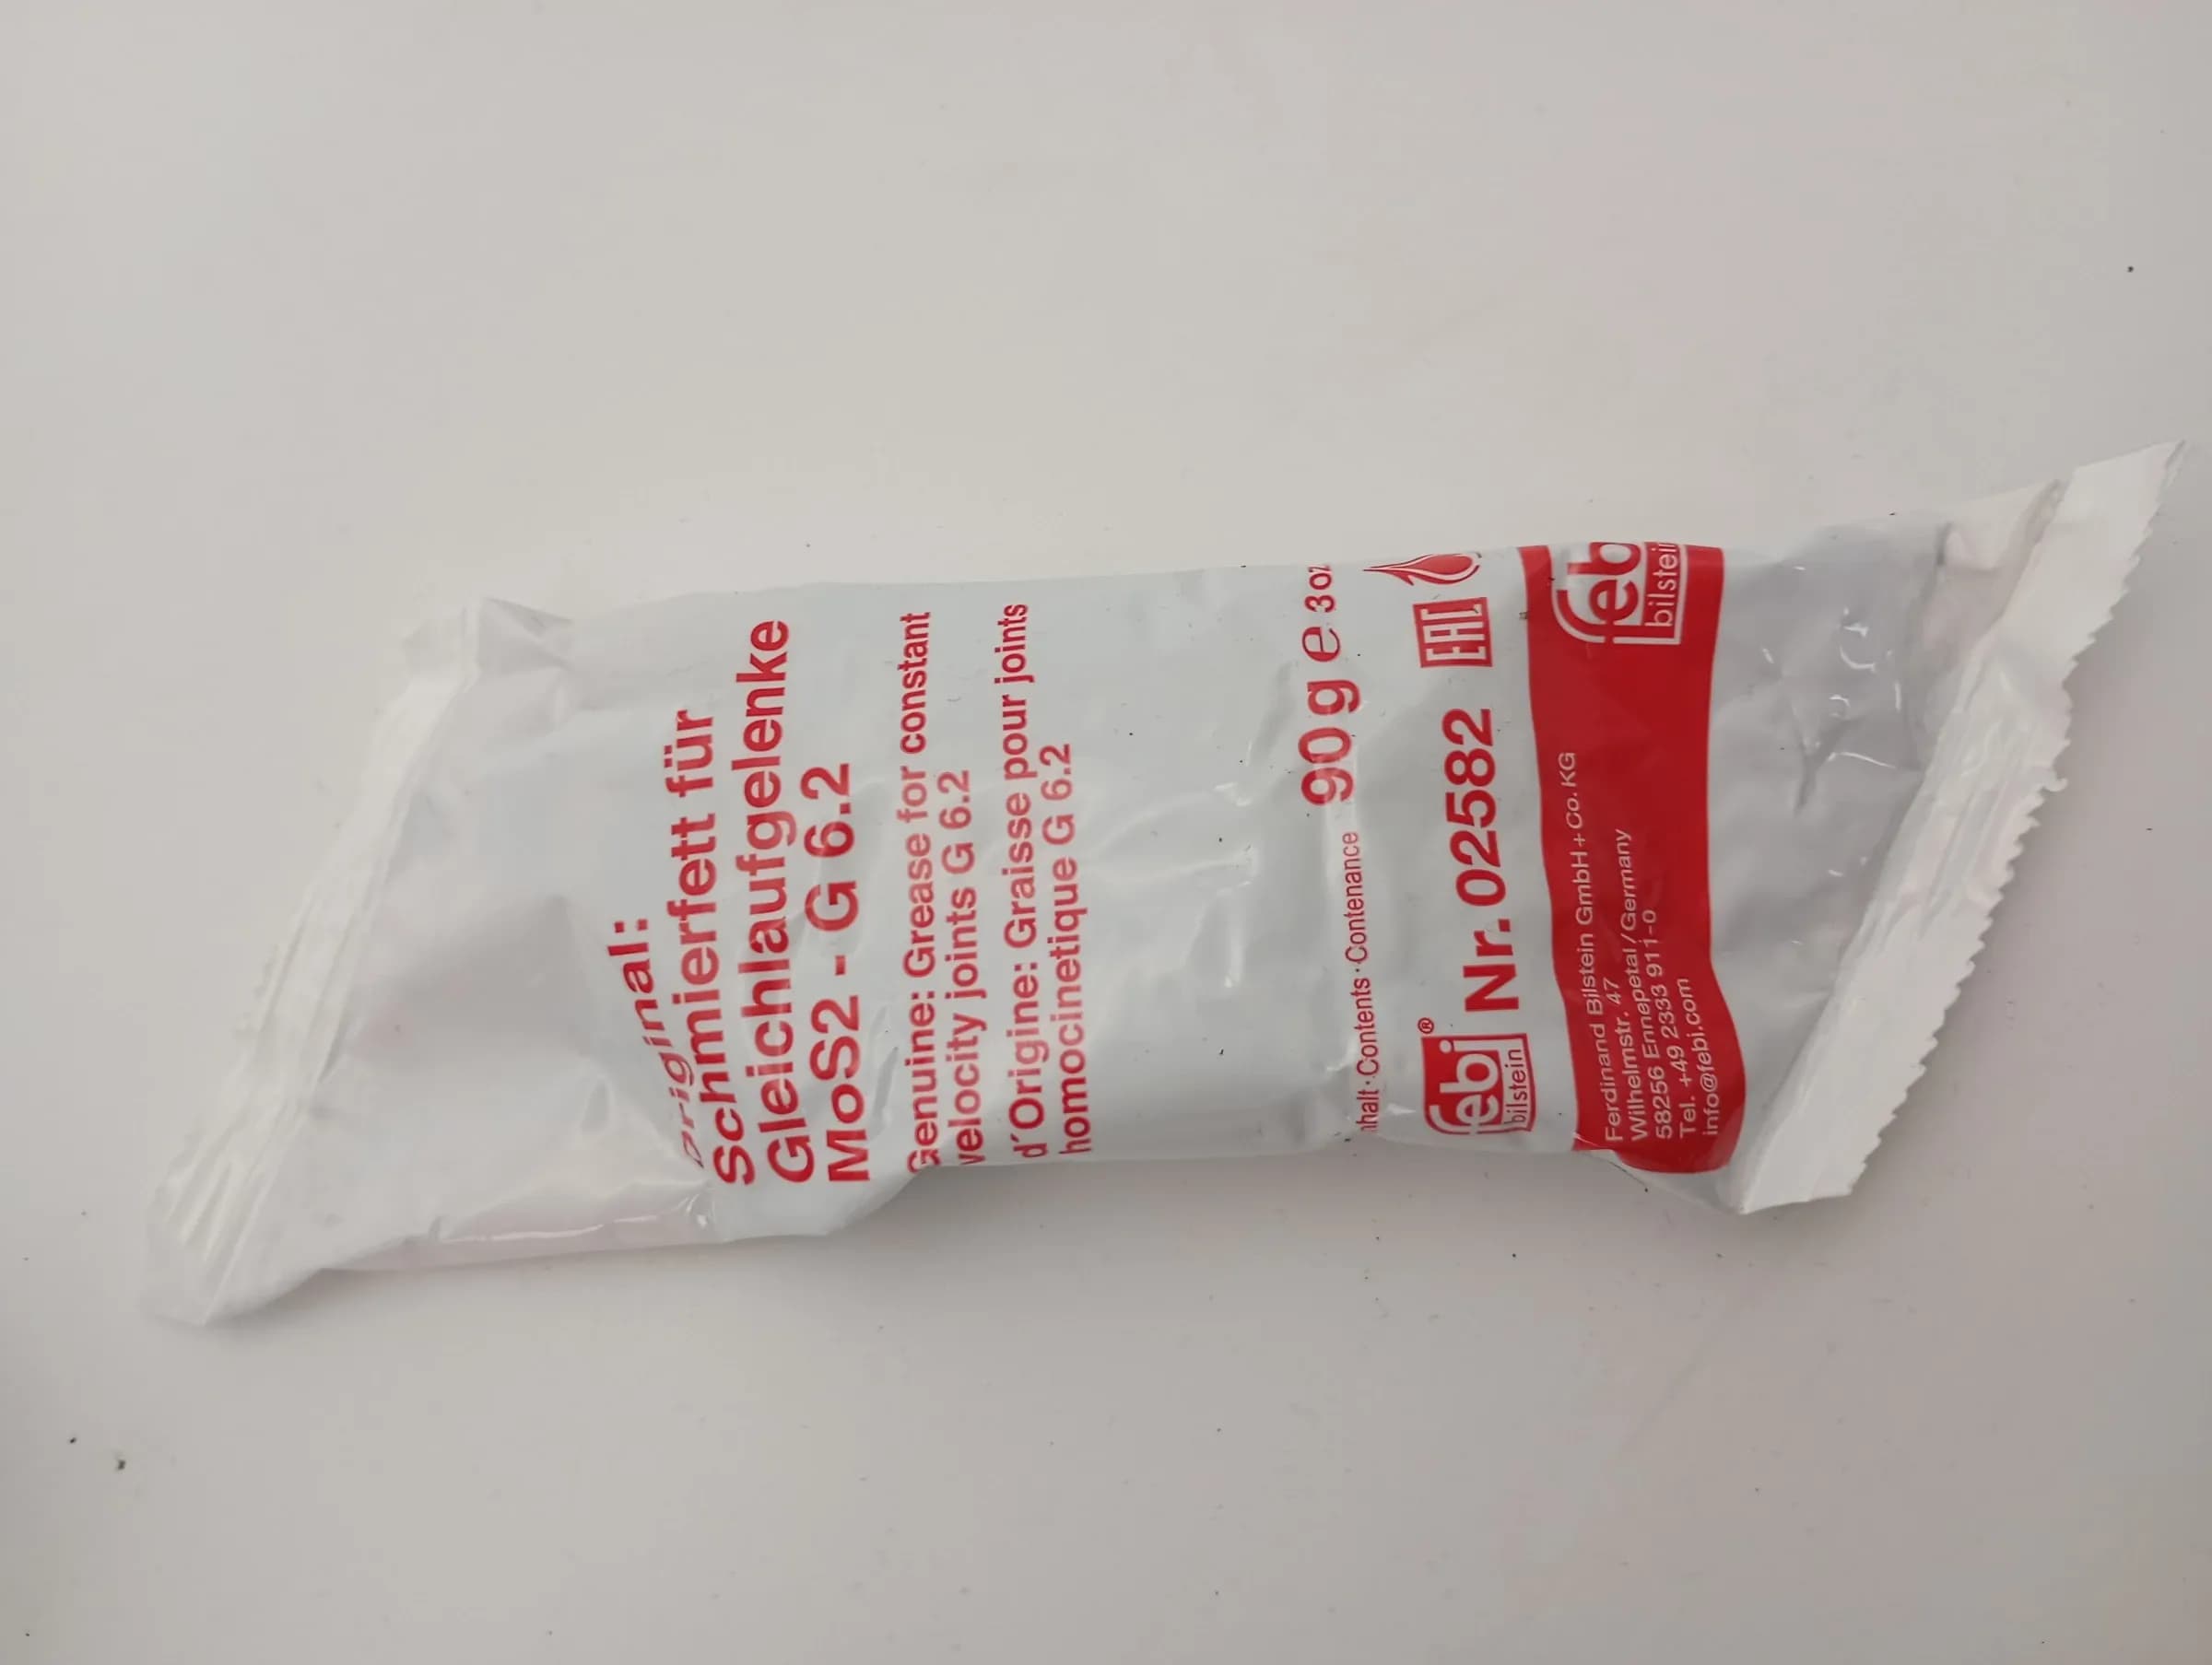 Original:
Schmierfett für
Gleichlaufgelenke
MoS2 - G 6.2
Genuine: Grease for constant
velocity joints G 6.2
d´Origine: Graisse pour joints
homocinetique G 6.2
nhalt · Contents · Contenance 90 g e 3 oz
febi® bilstein Nr. 02582 EAC
Ferdinand Bilstein GmbH+Co.KG
Wilhelmstr. 47
58256 Ennepetal/Germany
Tel. +49 2333 911-0
info@febi.com
feb
bilstein